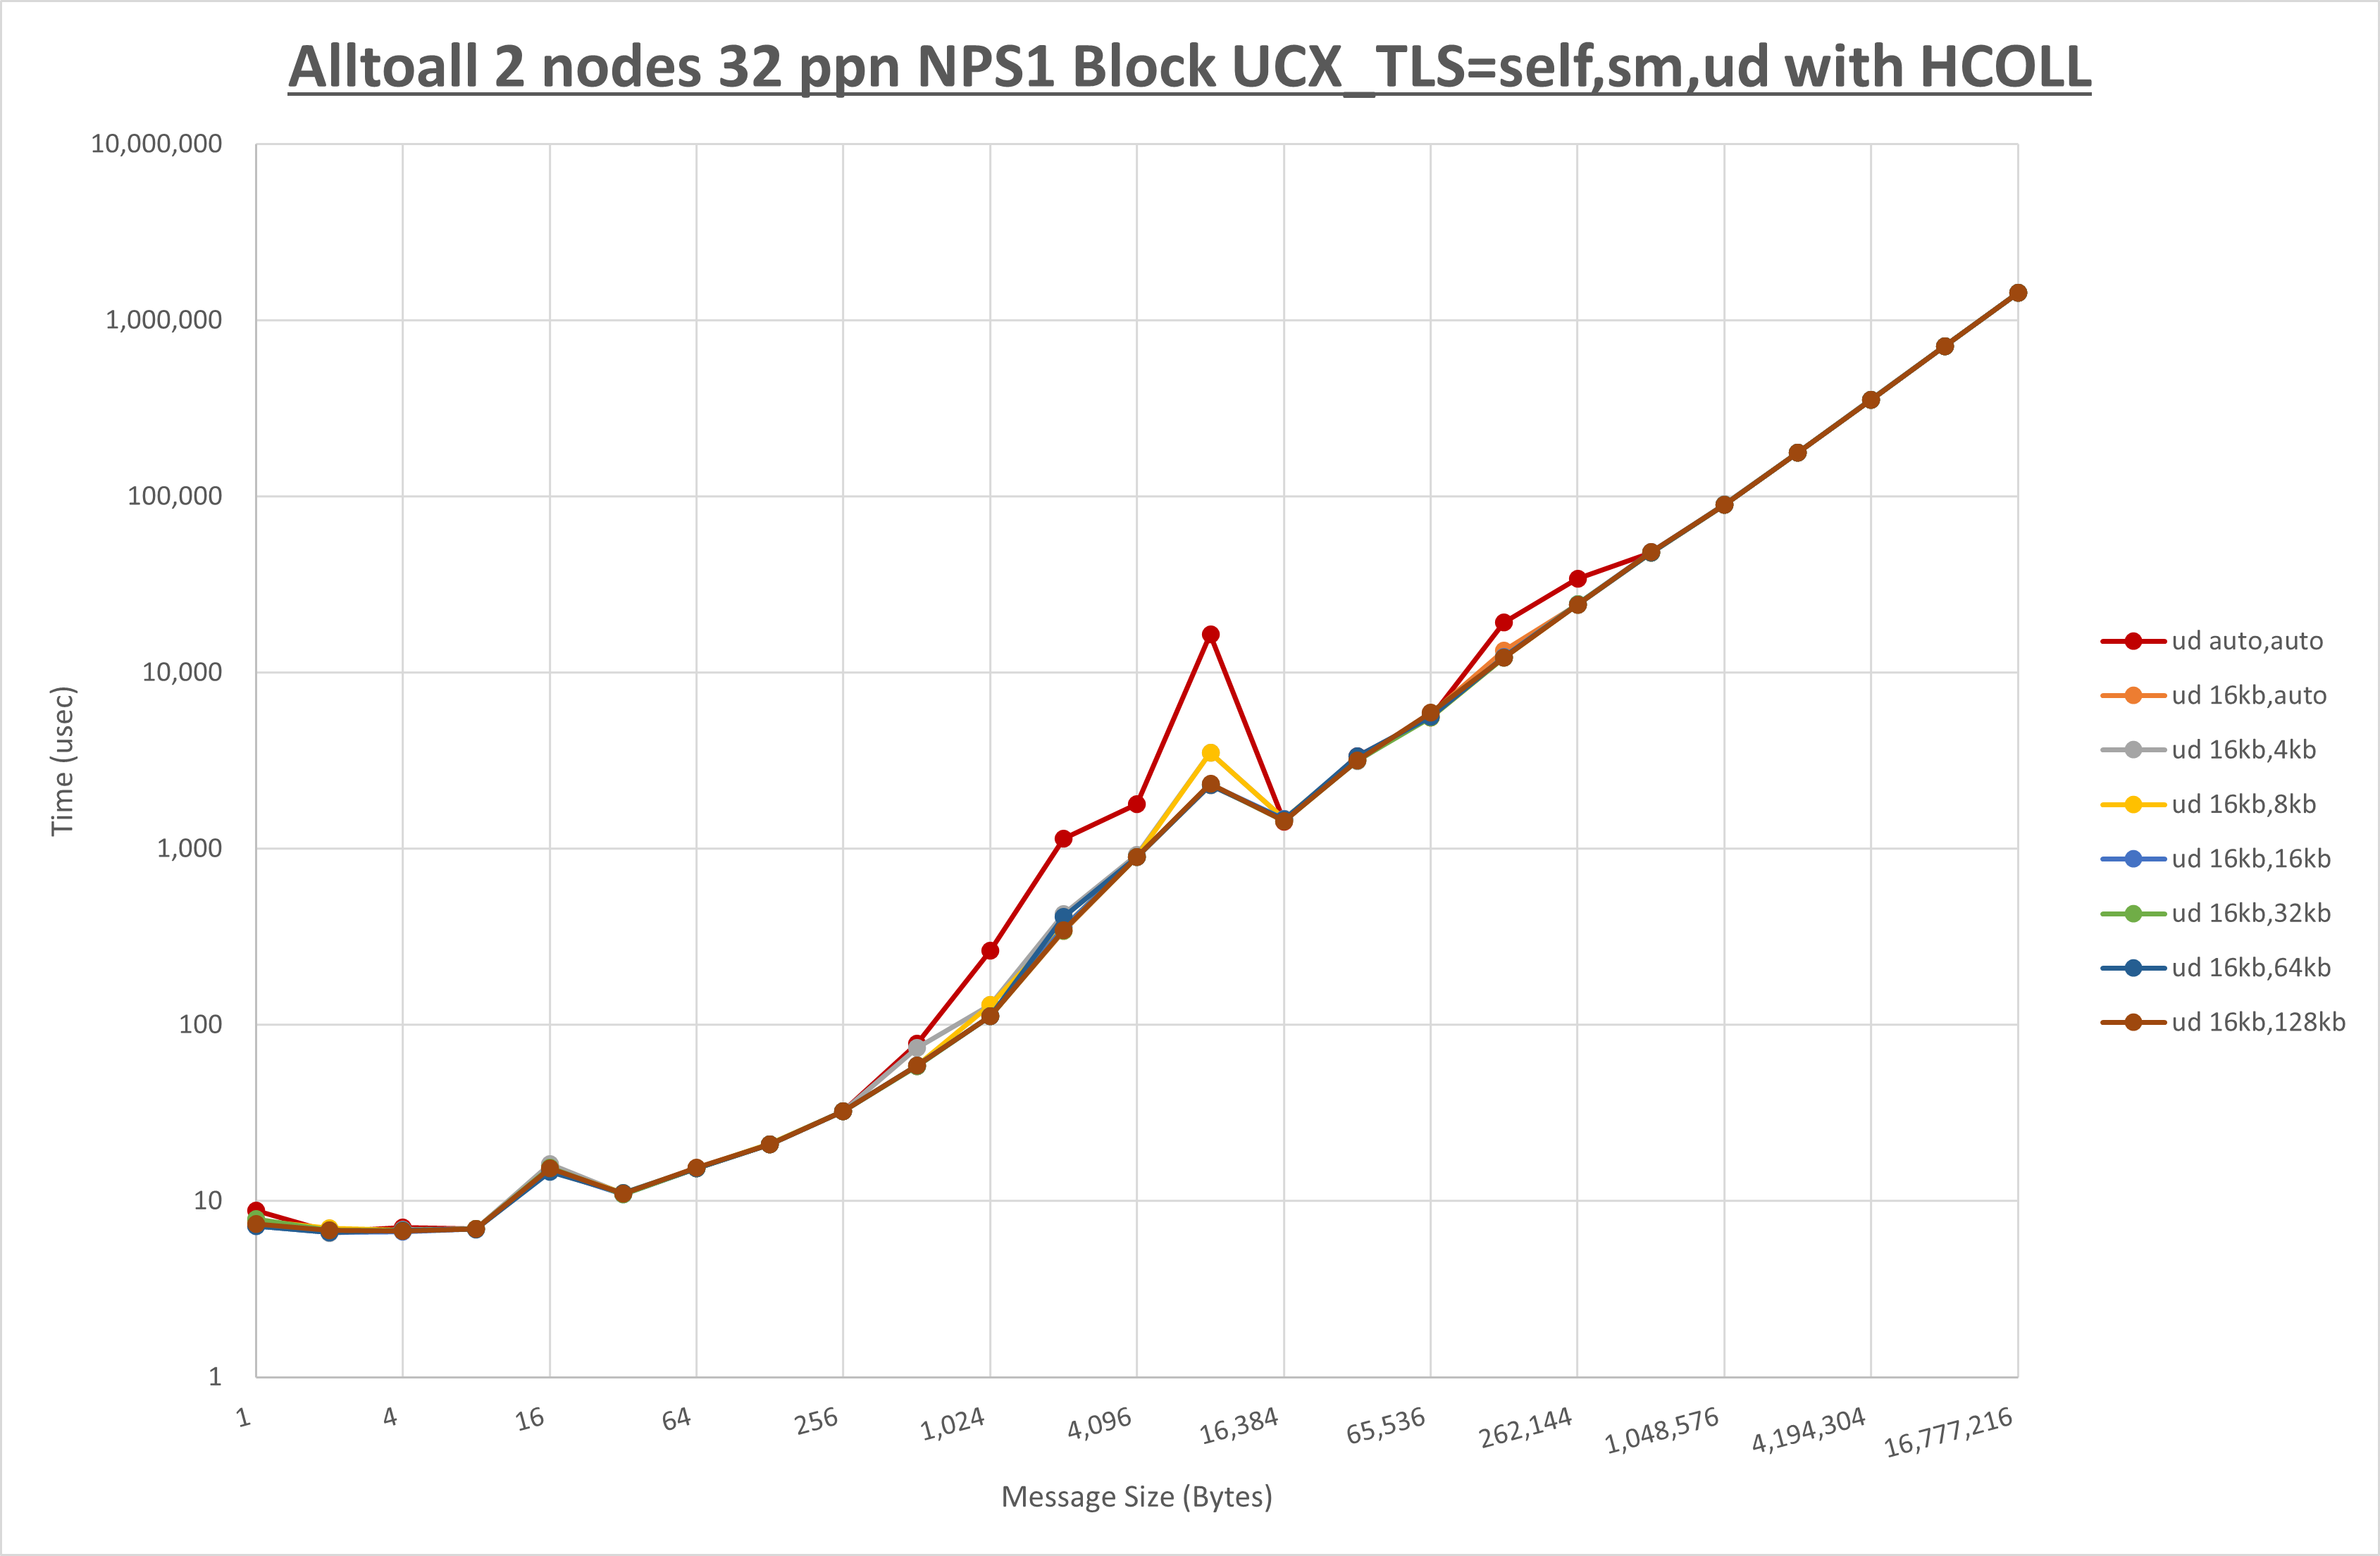 Alltoall 2 nodes 32 ppn NPS1 Block UCX_TLS=self,sm,ud with HCOLL
10,000,000
1,000,000
100,000
10,000
1,000
100
10
1
Time (usec)
1
4
16
64
256
1,024
4,096
16,384
65,536
262,144
1,048,576
4,194,304
16,777,216
Message Size (Bytes)
ud auto,auto
ud 16kb,auto
ud 16kb,4kb
ud 16kb,8kb
ud 16kb,16kb
ud 16kb,32kb
ud 16kb,64kb
ud 16kb,128kb